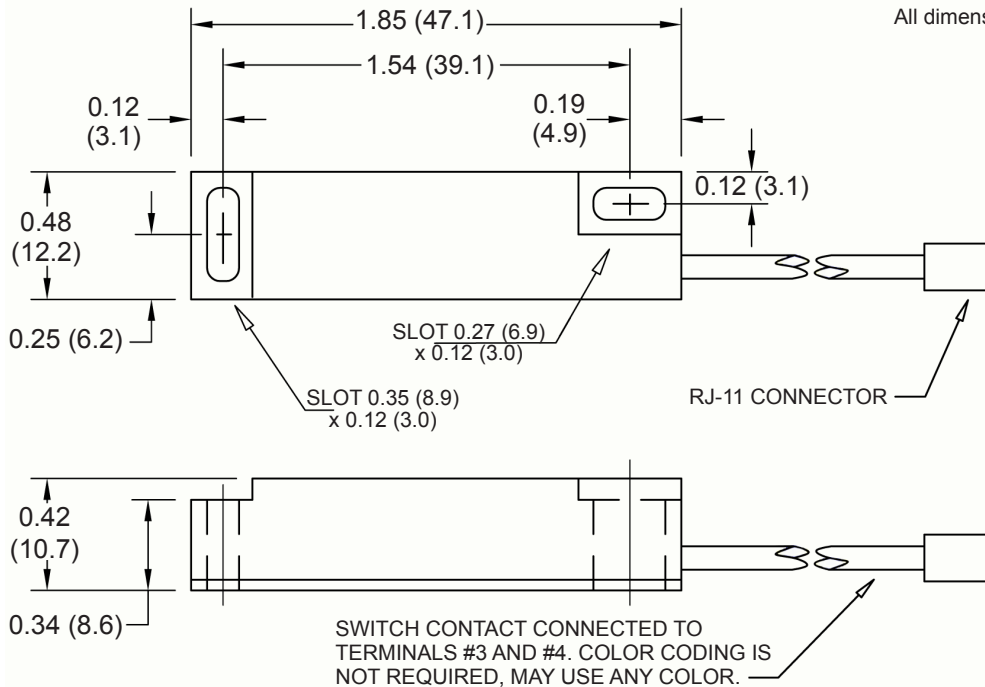 1.85 (47.1)
All dimens
1.54 (39.1)
0.12
(3.1)
0.19
(4.9)
0.12 (3.1)
0.48
(12.2)
0.25 (6.2)
SLOT 0.27 (6.9)
x 0.12 (3.0)
SLOT 0.35 (8.9)
x 0.12 (3.0)
RJ-11 CONNECTOR
0.42
(10.7)
0.34 (8.6)
SWITCH CONTACT CONNECTED TO
TERMINALS #3 AND #4. COLOR CODING IS
NOT REQUIRED, MAY USE ANY COLOR.